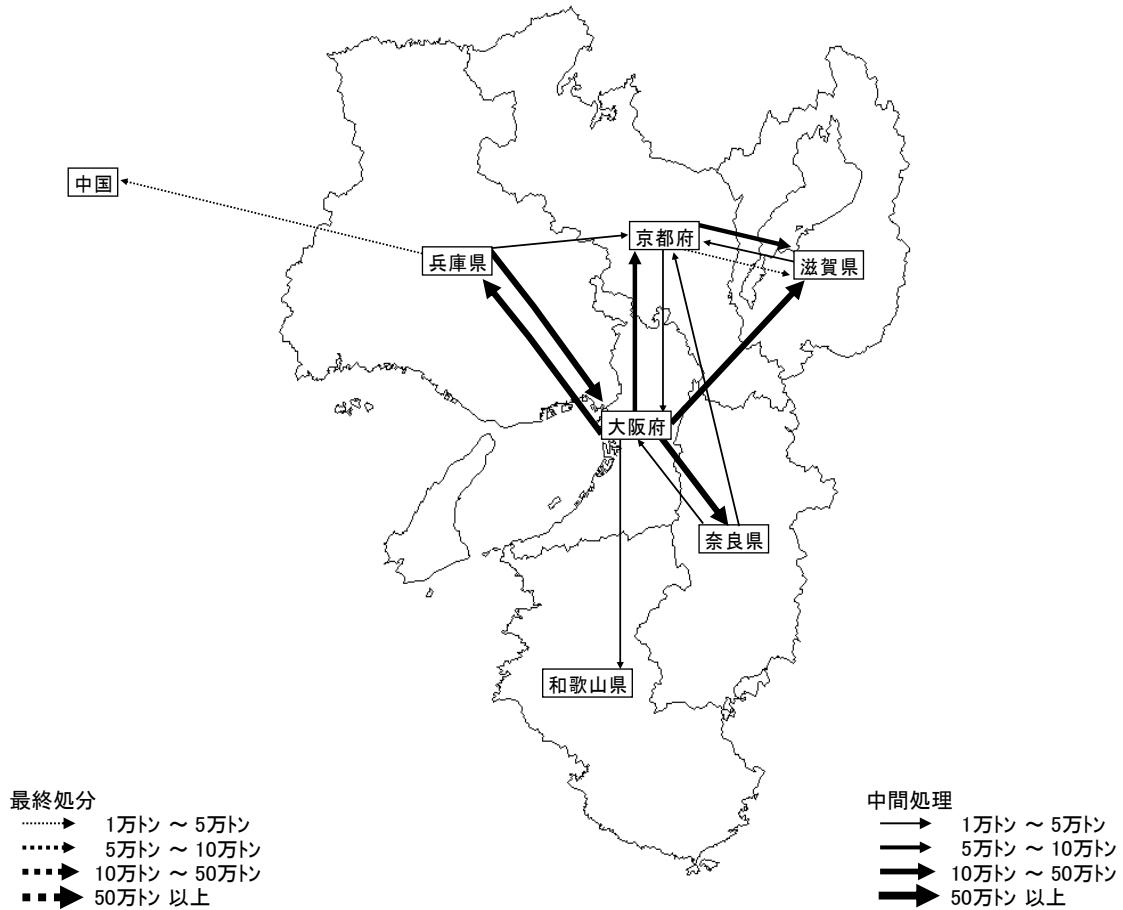 中国
京都府
兵庫県
滋賀県
大阪府
奈良県
和歌山県
最終処分
1万トン ～ 5万トン
5万トン ～ 10万トン
10万トン ～ 50万トン
50万トン 以上
中間処理
1万トン ～ 5万トン
5万トン ～ 10万トン
10万トン ～ 50万トン
50万トン 以上